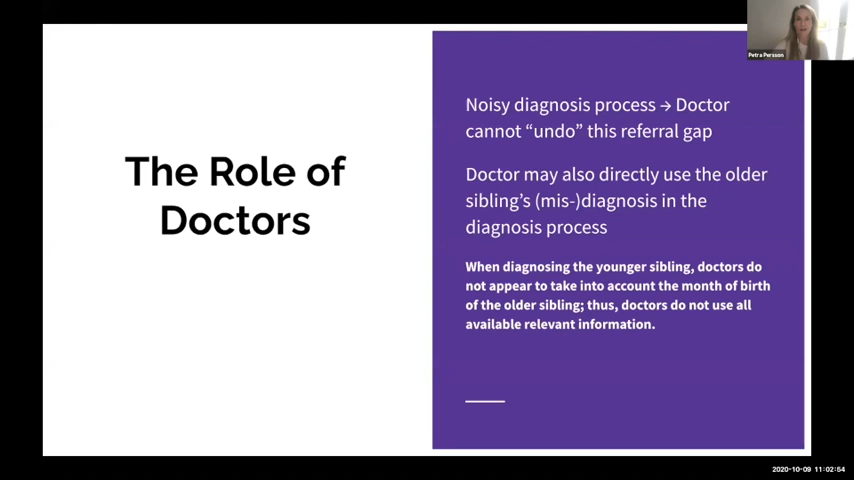 Petra Persson
The Role of
Doctors
Noisy diagnosis process → Doctor
cannot “undo” this referral gap
Doctor may also directly use the older
sibling’s (mis-)diagnosis in the
diagnosis process
When diagnosing the younger sibling, doctors do
not appear to take into account the month of birth
of the older sibling; thus, doctors do not use all
available relevant information.
2020-10-09 11:02:54